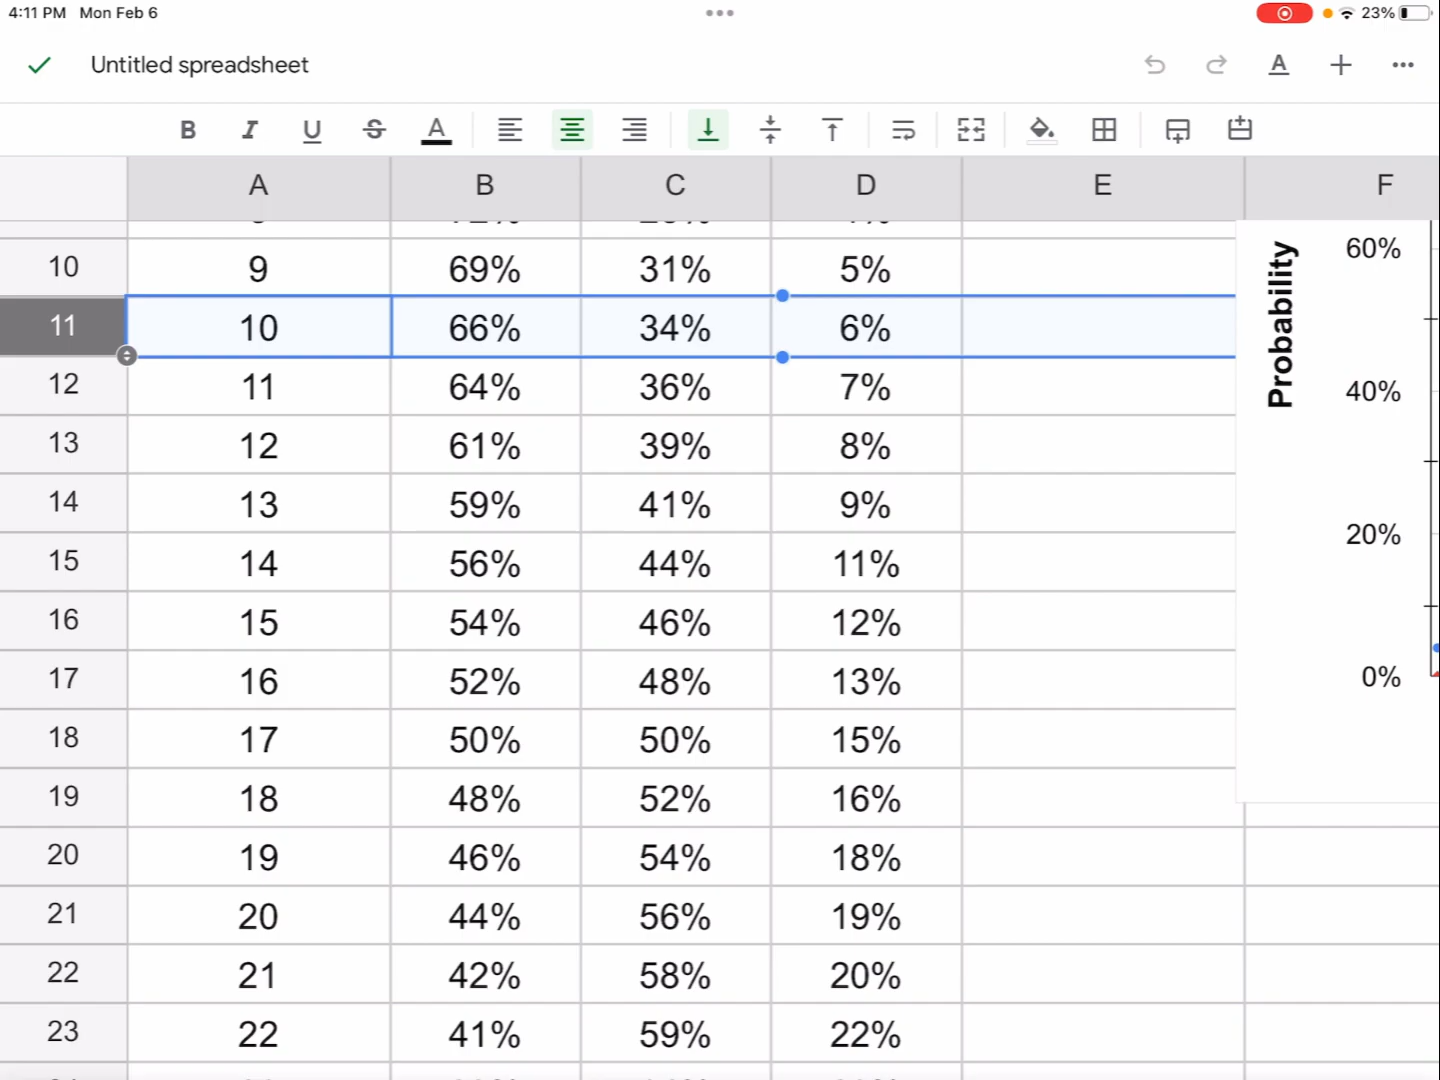 4:11 PM Mon Feb 6
23%
Untitled spreadsheet
B I U S A
A B C D E F
10 9 69% 31% 5%
11 10 66% 34% 6%
12 11 64% 36% 7%
13 12 61% 39% 8%
14 13 59% 41% 9%
15 14 56% 44% 11%
16 15 54% 46% 12%
17 16 52% 48% 13%
18 17 50% 50% 15%
19 18 48% 52% 16%
20 19 46% 54% 18%
21 20 44% 56% 19%
22 21 42% 58% 20%
23 22 41% 59% 22%
Probability
60%
40%
20%
0%